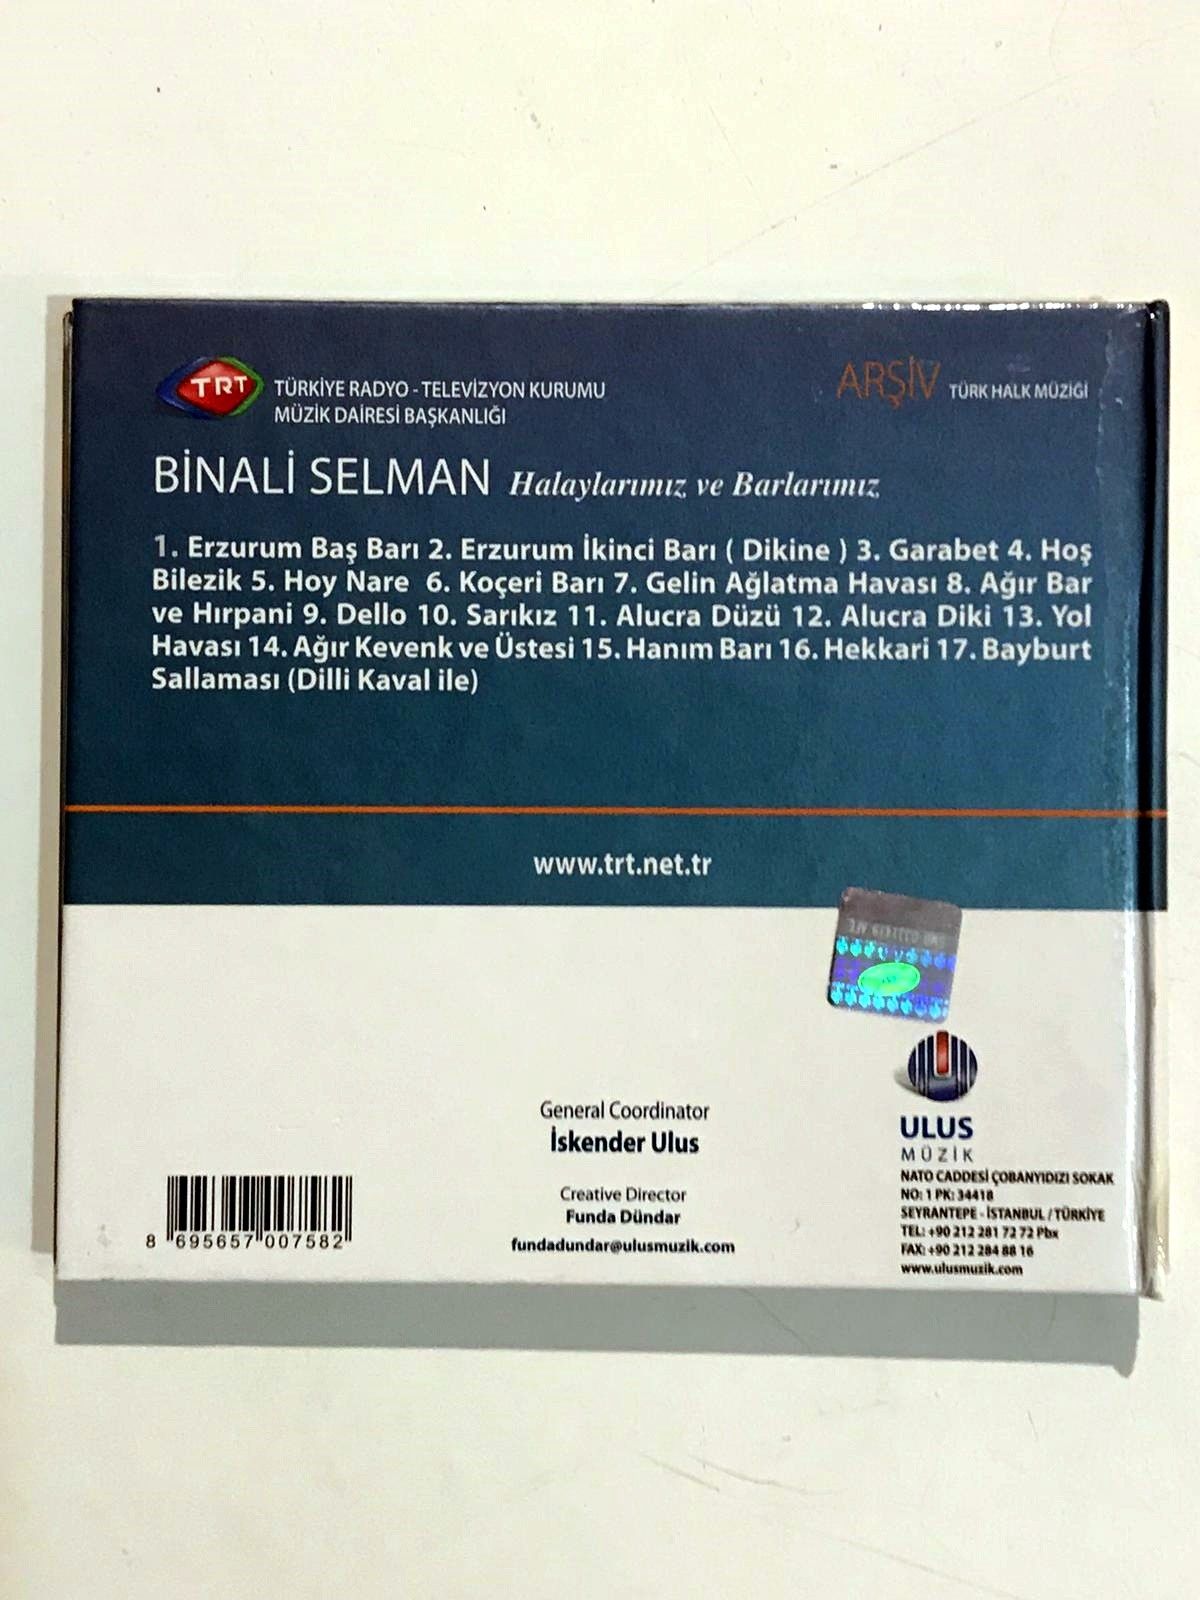 TRT
TÜRKİYE RADYO - TELEVİZYON KURUMU
MÜZİK DAİRESİ BAŞKANLIĞI
ARŞİV TÜRK HALK MÜZİĞİ
BİNALİ SELMAN Halaylarımız ve Barlarımız
1. Erzurum Baş Barı 2. Erzurum İkinci Barı ( Dikine ) 3. Garabet 4. Hoş
Bilezik 5. Hoy Nare 6. Koçeri Barı 7. Gelin Ağlatma Havası 8. Ağır Bar
ve Hırpani 9. Dello 10. Sarıkız 11. Alucra Düzü 12. Alucra Diki 13. Yol
Havası 14. Ağır Kevenk ve Üstesi 15. Hanım Barı 16. Hekkari 17. Bayburt
Sallaması (Dilli Kaval ile)
www.trt.net.tr
General Coordinator
İskender Ulus
Creative Director
Funda Dündar
fundadundar@ulusmuzik.com
8 695657 007582
ULUS
MÜZİK
NATO CADDESİ ÇOBANYIDIZI SOKAK
NO: 1 PK: 34418
SEYRANTEPE - İSTANBUL / TÜRKİYE
TEL: +90 212 281 72 72 Pbx
FAX: +90 212 284 88 16
www.ulusmuzik.com